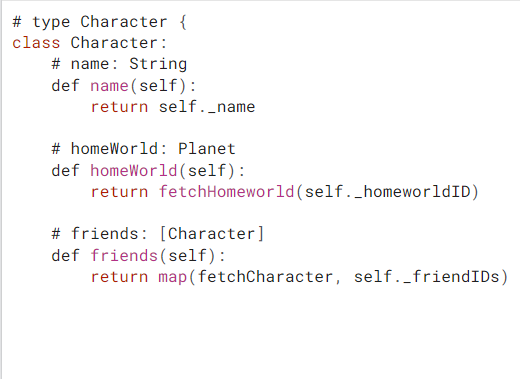 # type Character {
class Character:
    # name: String
    def name(self):
        return self._name

    # homeWorld: Planet
    def homeWorld(self):
        return fetchHomeworld(self._homeworldID)

    # friends: [Character]
    def friends(self):
        return map(fetchCharacter, self._friendIDs)